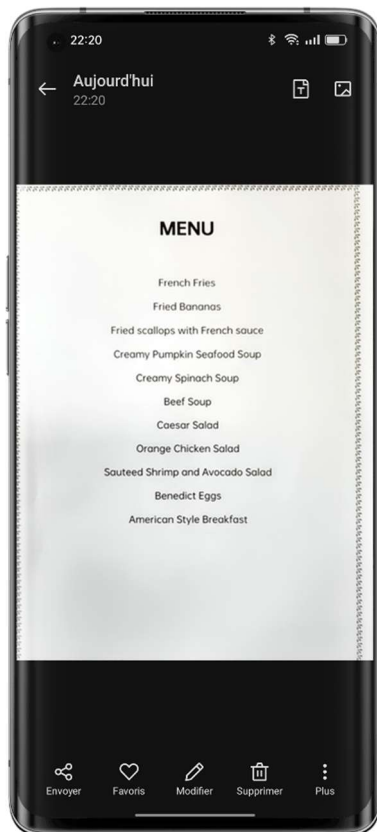 22:20
Aujourd'hui
22:20
T
MENU
French Fries
Fried Bananas
Fried scallops with French sauce
Creamy Pumpkin Seafood Soup
Creamy Spinach Soup
Beef Soup
Caesar Salad
Orange Chicken Salad
Sauteed Shrimp and Avocado Salad
Benedict Eggs
American Style Breakfast
Envoyer Favoris Modifier Supprimer Plus